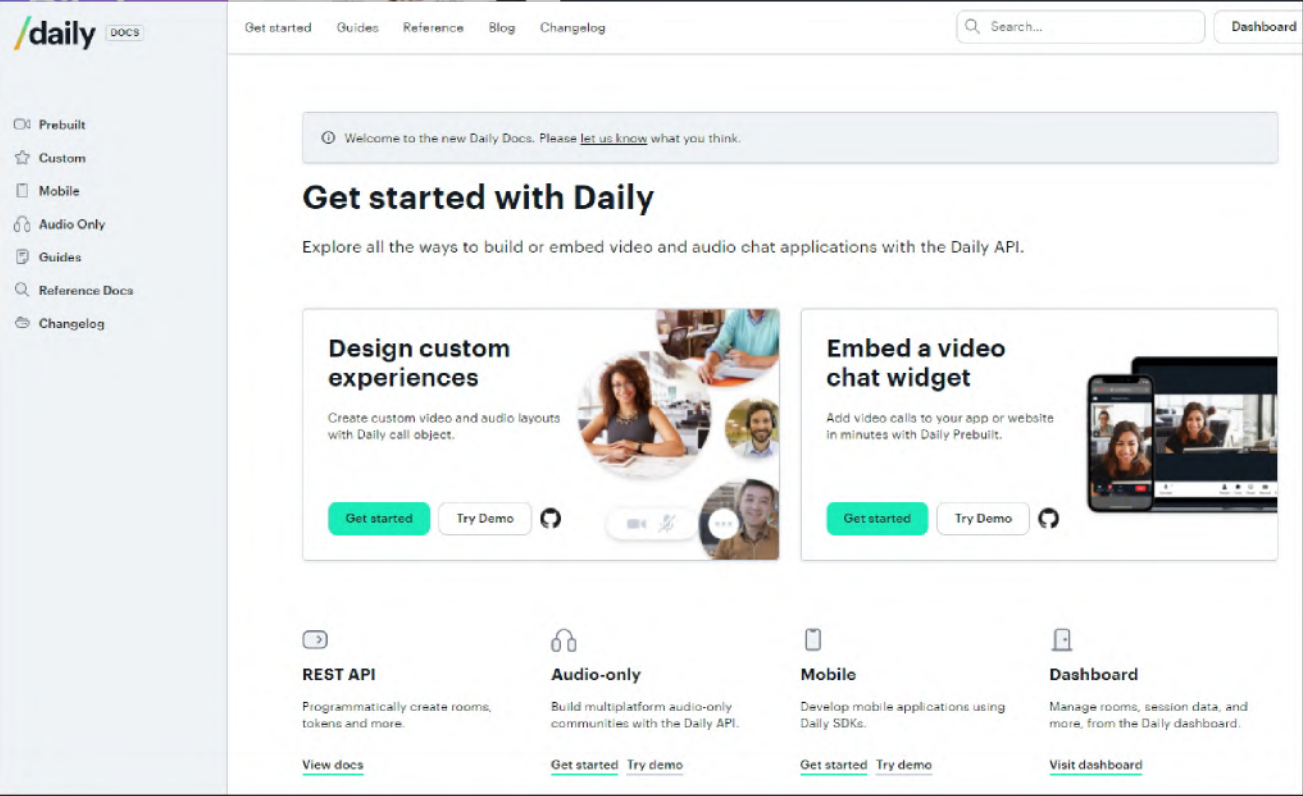 /daily DOCS
Get started Guides Reference Blog Changelog
Search...
Dashboard
Prebuilt
Custom
Mobile
Audio Only
Guides
Reference Docs
Changelog
Welcome to the new Daily Docs. Please let us know what you think.
Get started with Daily
Explore all the ways to build or embed video and audio chat applications with the Daily API.
Design custom
experiences
Create custom video and audio layouts
with Daily call object.
Get started Try Demo
Embed a video
chat widget
Add video calls to your app or website
in minutes with Daily Prebuilt.
Get started Try Demo
REST API
Programmatically create rooms,
tokens and more.
View docs
Audio-only
Build multiplatform audio-only
communities with the Daily API.
Get started Try demo
Mobile
Develop mobile applications using
Daily SDKs.
Get started Try demo
Dashboard
Manage rooms, session data, and
more, from the Daily dashboard.
Visit dashboard